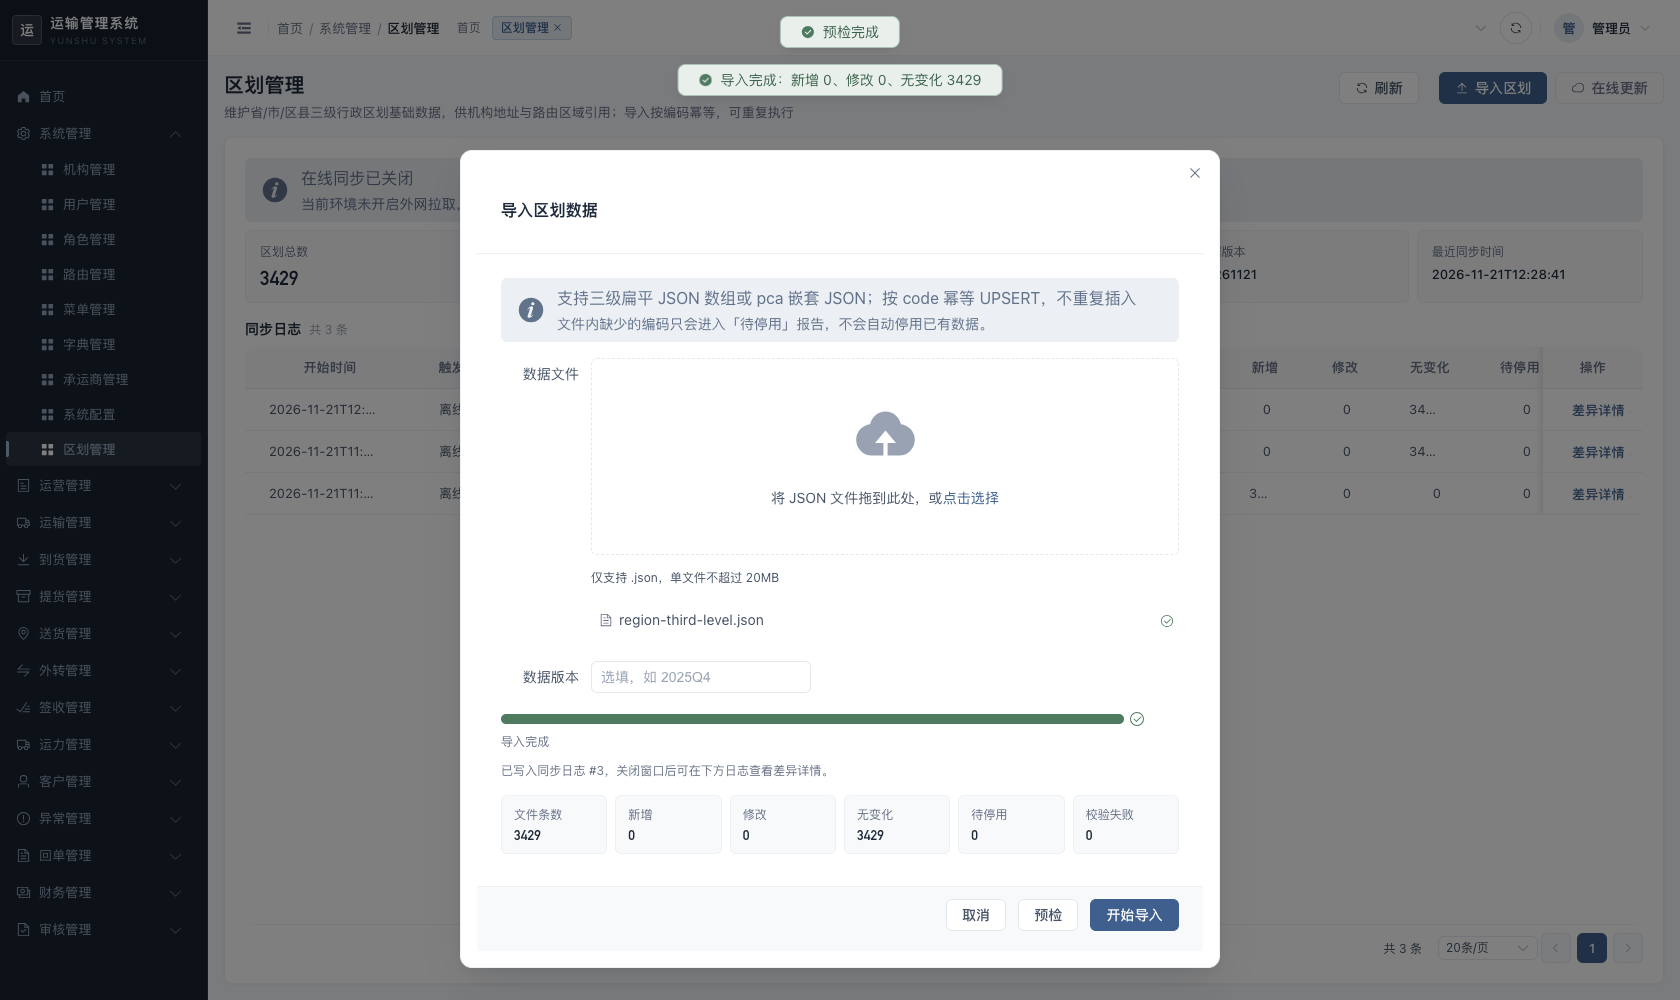 运
运输管理系统
YUNSHU SYSTEM
首页 / 系统管理 / 区划管理
首页
区划管理 ×
预检完成
导入完成：新增 0、修改 0、无变化 3429
管
管理员
首页
系统管理
机构管理
用户管理
角色管理
路由管理
菜单管理
字典管理
承运商管理
系统配置
区划管理
运营管理
运输管理
到货管理
提货管理
送货管理
外转管理
签收管理
运力管理
客户管理
异常管理
回单管理
财务管理
审核管理
区划管理
维护省/市/区县三级行政区划基础数据，供机构地址与路由区域引用；导入按编码幂等，可重复执行
刷新
导入区划
在线更新
在线同步已关闭
当前环境未开启外网拉取，
区划总数
3429
版本
261121
最近同步时间
2026-11-21T12:28:41
同步日志 共 3 条
开始时间 触发 新增 修改 无变化 待停用 操作
2026-11-21T12:... 离线 0 0 34... 0 差异详情
2026-11-21T11:... 离线 0 0 34... 0 差异详情
2026-11-21T11:... 离线 3... 0 0 0 差异详情
共 3 条
20条/页
1
导入区划数据
支持三级扁平 JSON 数组或 pca 嵌套 JSON；按 code 幂等 UPSERT，不重复插入
文件内缺少的编码只会进入「待停用」报告，不会自动停用已有数据。
数据文件
将 JSON 文件拖到此处，或点击选择
仅支持 .json，单文件不超过 20MB
region-third-level.json
数据版本
选填，如 2025Q4
导入完成
已写入同步日志 #3，关闭窗口后可在下方日志查看差异详情。
文件条数 新增 修改 无变化 待停用 校验失败
3429 0 0 3429 0 0
取消
预检
开始导入